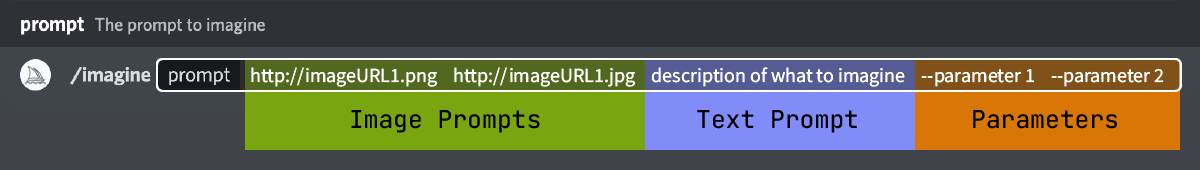 prompt The prompt to imagine
/imagine prompt http://imageURL1.png http://imageURL1.jpg description of what to imagine --parameter 1 --parameter 2
Image Prompts Text Prompt Parameters